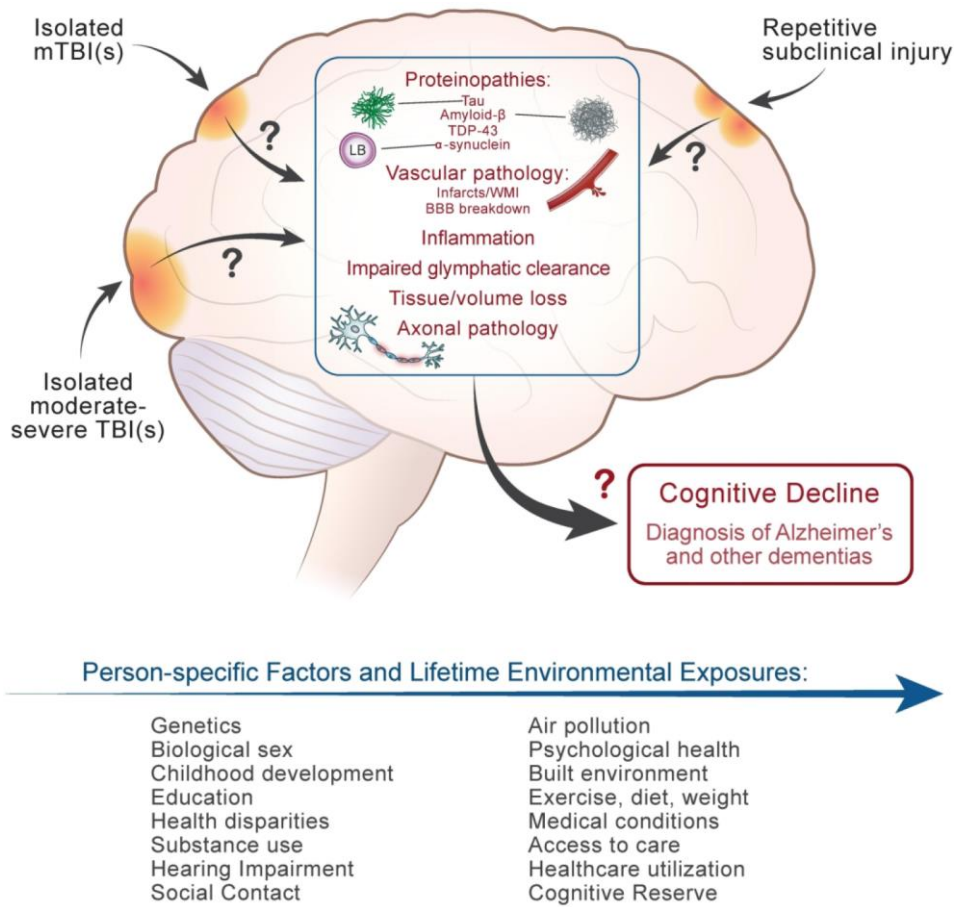 Isolated
mTBI(s)
Repetitive
subclinical injury
?
?
?
Proteinopathies:
Tau
Amyloid-β
TDP-43
α-synuclein
LB
Vascular pathology:
Infarcts/WMI
BBB breakdown
Inflammation
Impaired glymphatic clearance
Tissue/volume loss
Axonal pathology
Isolated
moderate-
severe TBI(s)
?
Cognitive Decline
Diagnosis of Alzheimer's
and other dementias
Person-specific Factors and Lifetime Environmental Exposures:
Genetics
Biological sex
Childhood development
Education
Health disparities
Substance use
Hearing Impairment
Social Contact
Air pollution
Psychological health
Built environment
Exercise, diet, weight
Medical conditions
Access to care
Healthcare utilization
Cognitive Reserve